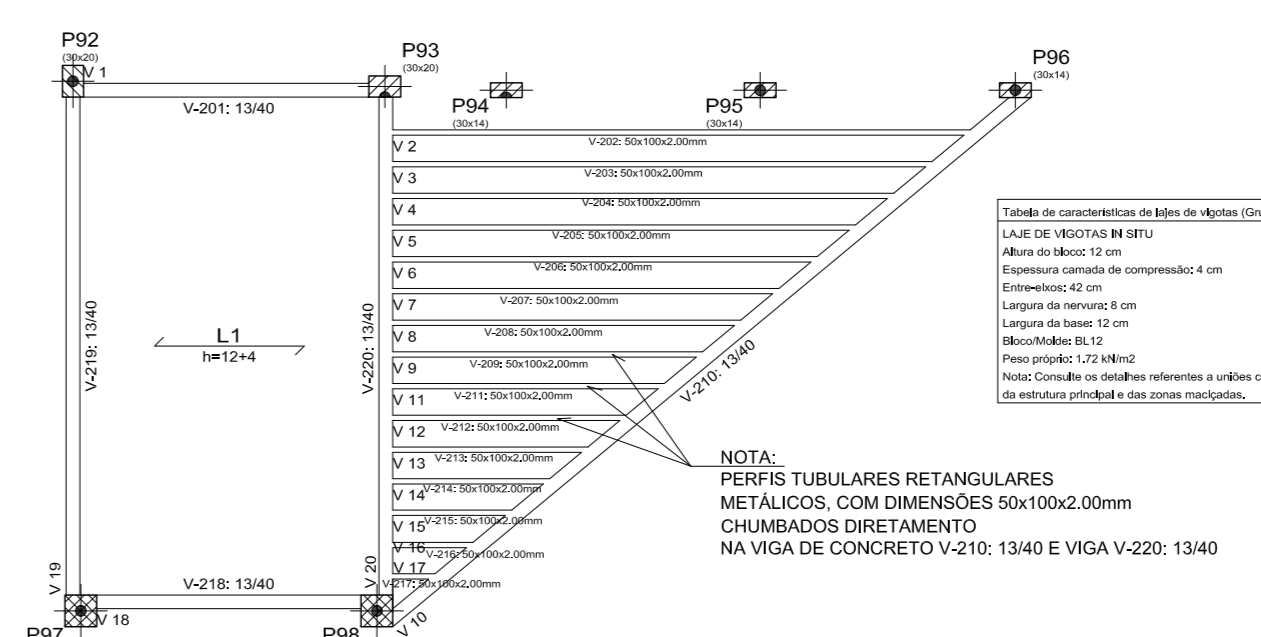 P92
(30x20)
V 1
P93
(30x20)
P96
(30x14)
V-201: 13/40
P94
(30x14)
P95
(30x14)
V 2
V-202: 50x100x2.00mm
V 3
V-203: 50x100x2.00mm
V 4
V-204: 50x100x2.00mm
V 5
V-205: 50x100x2.00mm
V 6
V-206: 50x100x2.00mm
V 7
V-207: 50x100x2.00mm
V 8
V-208: 50x100x2.00mm
V 9
V-209: 50x100x2.00mm
V 11
V-211: 50x100x2.00mm
V 12
V-212: 50x100x2.00mm
V 13
V-213: 50x100x2.00mm
V 14
V-214: 50x100x2.00mm
V 15
V-215: 50x100x2.00mm
V 16
V-216: 50x100x2.00mm
V 17
V-217: 50x100x2.00mm
V-219: 13/40
L1
h=12+4
V-220: 13/40
V-210: 13/40
Tabela de características de lajes de vigotas (Gru
LAJE DE VIGOTAS IN SITU
Altura do bloco: 12 cm
Espessura camada de compressão: 4 cm
Entre-eixos: 42 cm
Largura da nervura: 8 cm
Largura da base: 12 cm
Bloco/Molde: BL12
Peso próprio: 1.72 kN/m2
Nota: Consulte os detalhes referentes a uniões c
da estrutura principal e das zonas maciçadas.
NOTA:
PERFIS TUBULARES RETANGULARES
METÁLICOS, COM DIMENSÕES 50x100x2.00mm
CHUMBADOS DIRETAMENTO
NA VIGA DE CONCRETO V-210: 13/40 E VIGA V-220: 13/40
V 19
V-218: 13/40
V 20
V 18
V 10
P97
P98